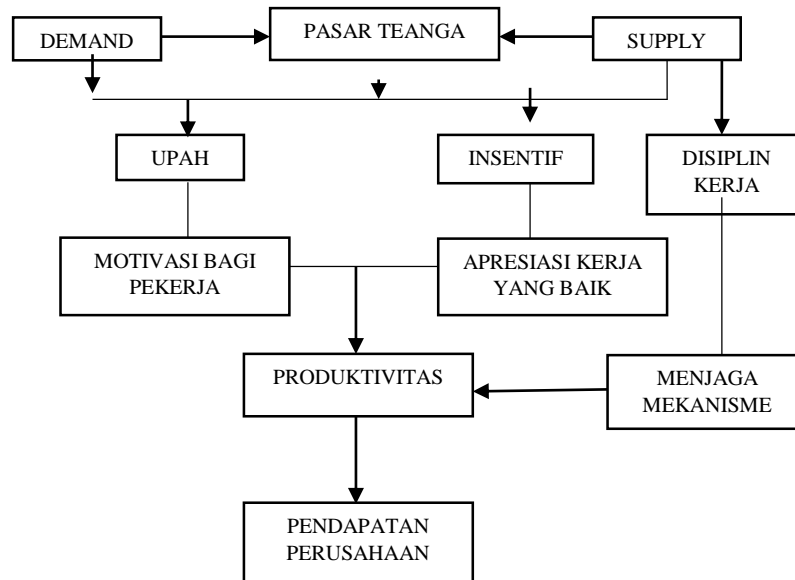 DEMAND
PASAR TEANGA
SUPPLY
UPAH
INSENTIF
DISIPLIN
KERJA
MOTIVASI BAGI
PEKERJA
APRESIASI KERJA
YANG BAIK
PRODUKTIVITAS
MENJAGA
MEKANISME
PENDAPATAN
PERUSAHAAN